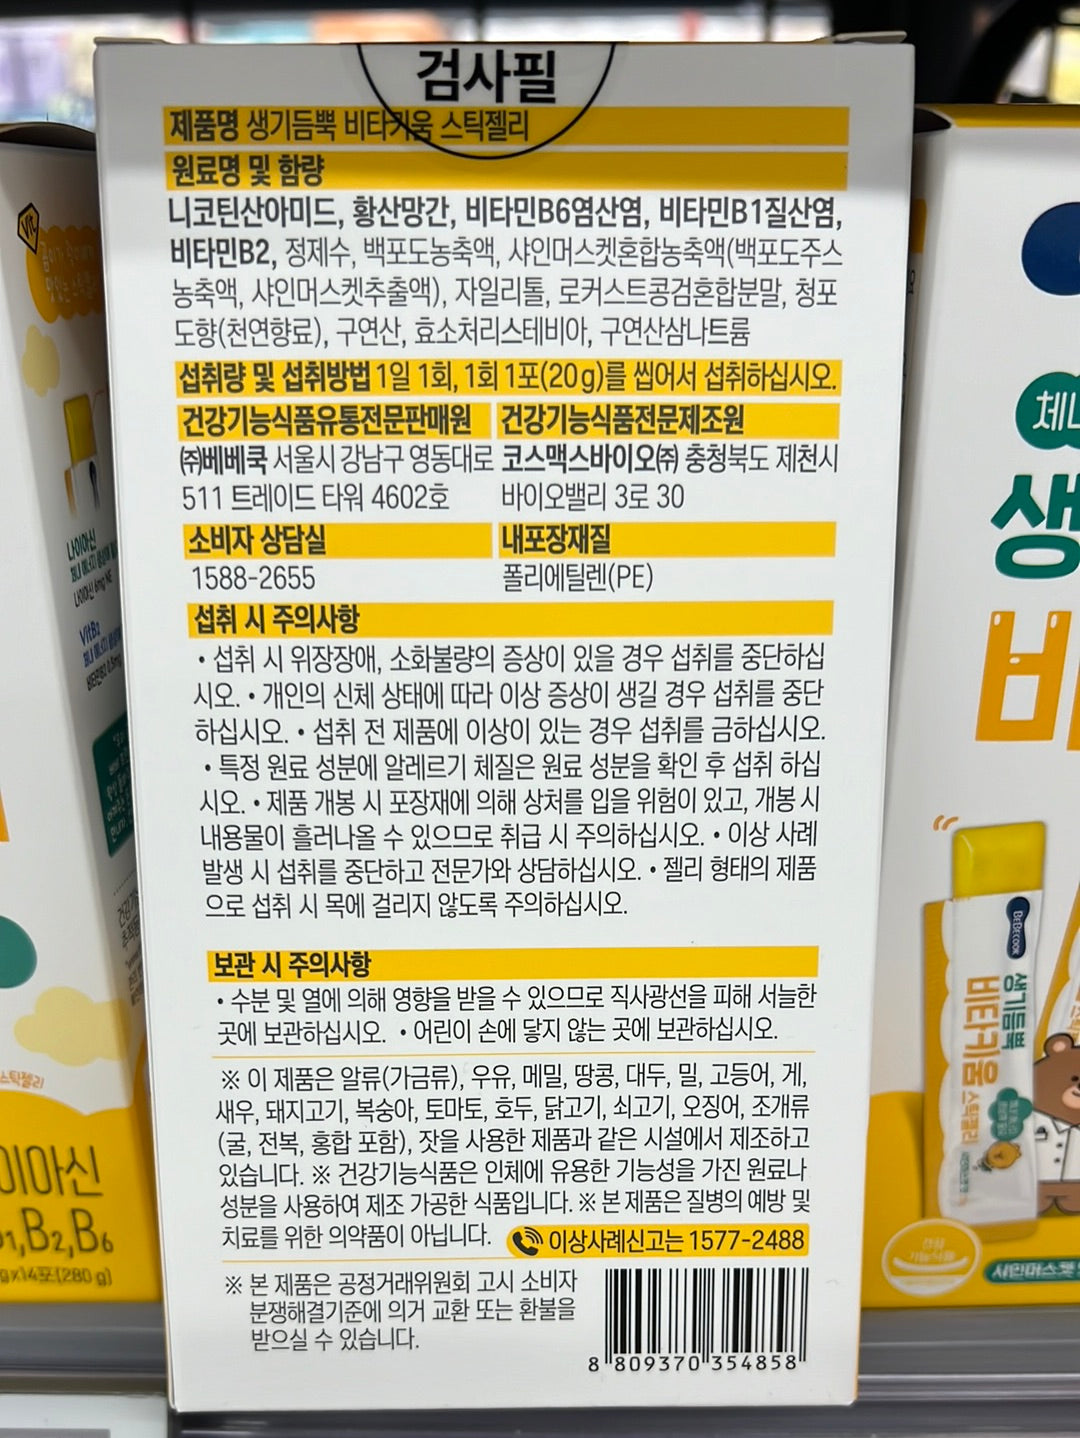 검사필
제품명 생기듬뿍 비타키움 스틱젤리
원료명 및 함량
니코틴산아미드, 황산망간, 비타민B6염산염, 비타민B1질산염,
비타민B2, 정제수, 백포도농축액, 샤인머스켓혼합농축액(백포도주스
농축액, 샤인머스켓추출액), 자일리톨, 로커스트콩검혼합분말, 청포
도향(천연향료), 구연산, 효소처리스테비아, 구연산삼나트륨
섭취량 및 섭취방법 1일 1회, 1회 1포(20g)를 씹어서 섭취하십시오.
건강기능식품유통전문판매원
㈜베베쿡 서울시 강남구 영동대로
511 트레이드 타워 4602호
건강기능식품전문제조원
코스맥스바이오㈜ 충청북도 제천시
바이오밸리 3로 30
소비자 상담실
1588-2655
내포장재질
폴리에틸렌(PE)
섭취 시 주의사항
• 섭취 시 위장장애, 소화불량의 증상이 있을 경우 섭취를 중단하십
시오. • 개인의 신체 상태에 따라 이상 증상이 생길 경우 섭취를 중단
하십시오. • 섭취 전 제품에 이상이 있는 경우 섭취를 금하십시오.
• 특정 원료 성분에 알레르기 체질은 원료 성분을 확인 후 섭취 하십
시오. • 제품 개봉 시 포장재에 의해 상처를 입을 위험이 있고, 개봉 시
내용물이 흘러나올 수 있으므로 취급 시 주의하십시오. • 이상 사례
발생 시 섭취를 중단하고 전문가와 상담하십시오. • 젤리 형태의 제품
으로 섭취 시 목에 걸리지 않도록 주의하십시오.
보관 시 주의사항
• 수분 및 열에 의해 영향을 받을 수 있으므로 직사광선을 피해 서늘한
곳에 보관하십시오. • 어린이 손에 닿지 않는 곳에 보관하십시오.
※ 이 제품은 알류(가금류), 우유, 메밀, 땅콩, 대두, 밀, 고등어, 게,
새우, 돼지고기, 복숭아, 토마토, 호두, 닭고기, 쇠고기, 오징어, 조개류
(굴, 전복, 홍합 포함), 잣을 사용한 제품과 같은 시설에서 제조하고
있습니다. ※ 건강기능식품은 인체에 유용한 기능성을 가진 원료나
성분을 사용하여 제조 가공한 식품입니다. ※ 본 제품은 질병의 예방 및
치료를 위한 의약품이 아닙니다. 이상사례신고는 1577-2488
※ 본 제품은 공정거래위원회 고시 소비자
분쟁해결기준에 의거 교환 또는 환불을
받으실 수 있습니다.
8 809370 354858
Vit
나이아신
VitB2
스틱젤리
이아신
B2, B6
14포(280 g)
체내
생
비
BEBECOOK
생기듬뿍
비타키움
스틱젤리